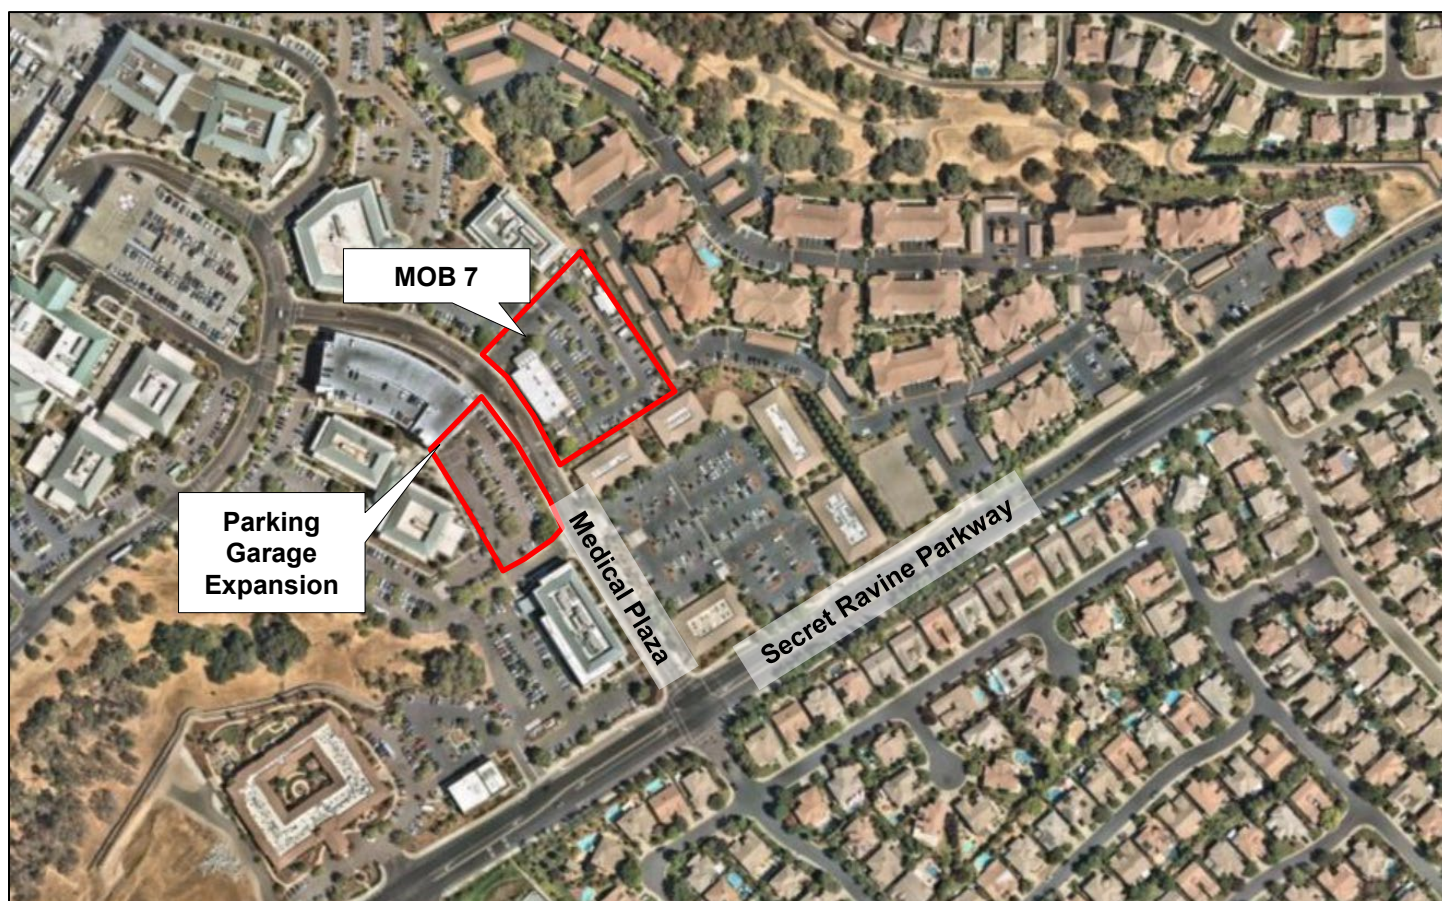 MOB 7
Parking
Garage
Expansion
Medical Plaza
Secret Ravine Parkway